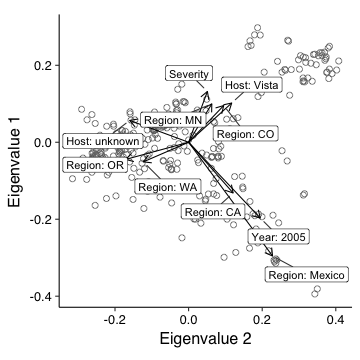 Severity
Host: Vista
0.2
Region: MN
Region: CO
Host: unknown
0.0
Region: OR
Region: WA
Region: CA
-0.2
Year: 2005
Region: Mexico
-0.4
-0.2
0.0
0.2
0.4
Eigenvalue 1
Eigenvalue 2